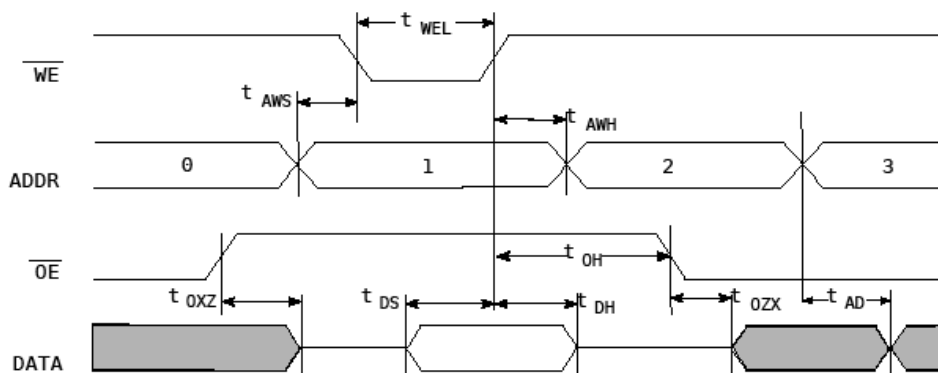 t WEL
WE
t AWS
t AWH
ADDR 0 1 2 3
OE
t OH
t OXZ t DS t DH t OZX t AD
DATA